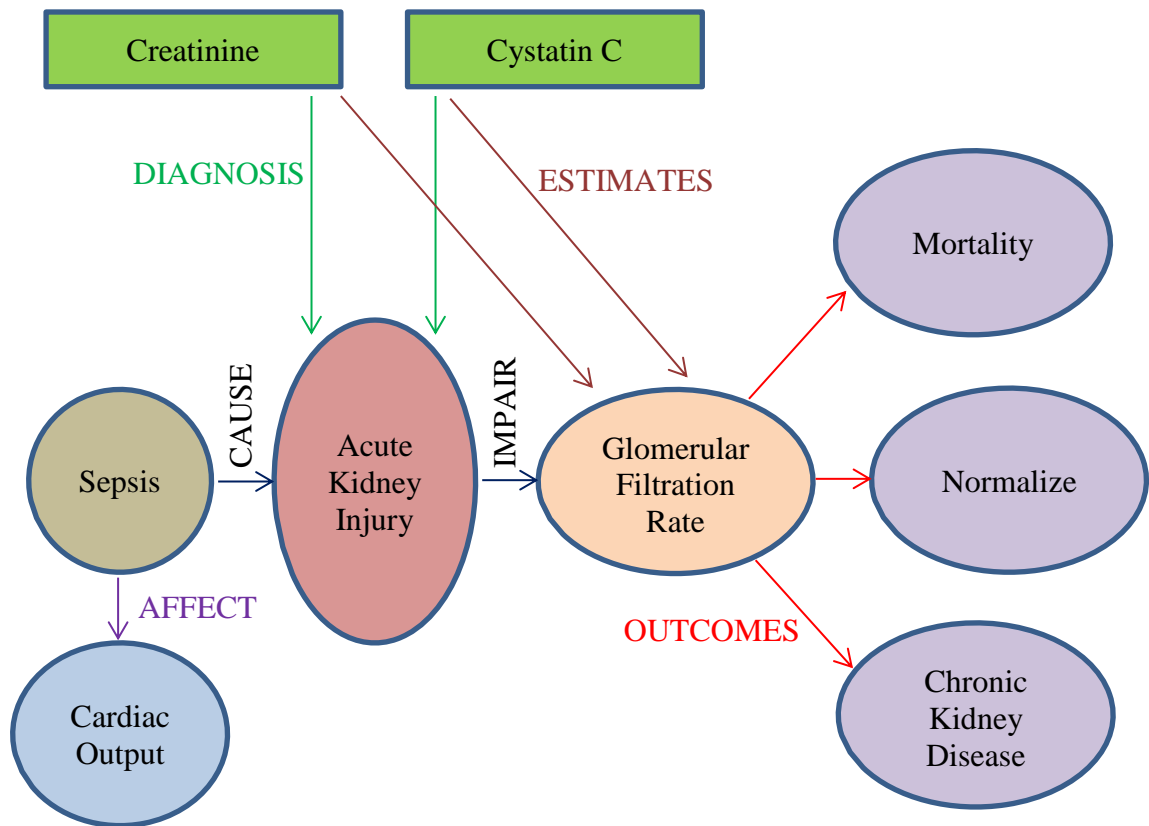 Creatinine
Cystatin C
DIAGNOSIS
ESTIMATES
Mortality
CAUSE
IMPAIR
Sepsis
Acute
Kidney
Injury
Glomerular
Filtration
Rate
Normalize
AFFECT
OUTCOMES
Cardiac
Output
Chronic
Kidney
Disease